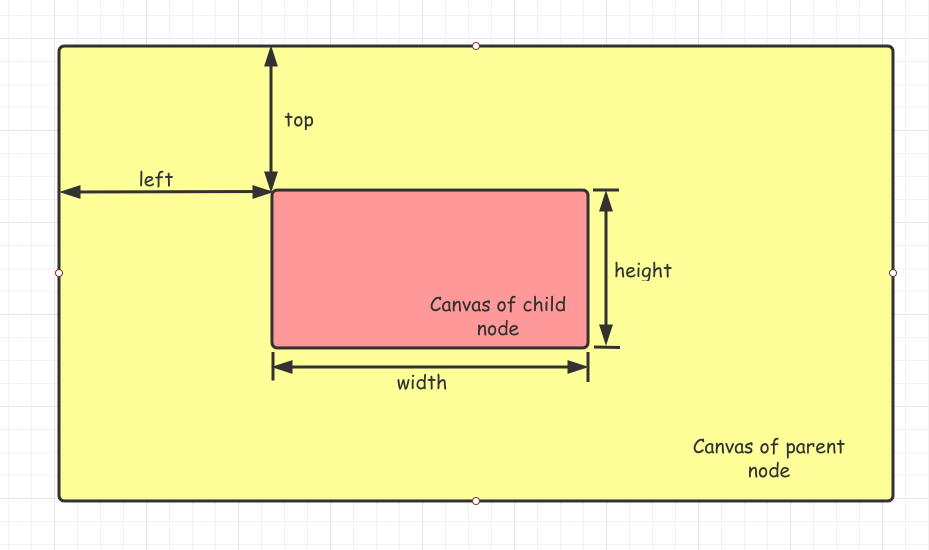 top
left
height
Canvas of child
node
width
Canvas of parent
node